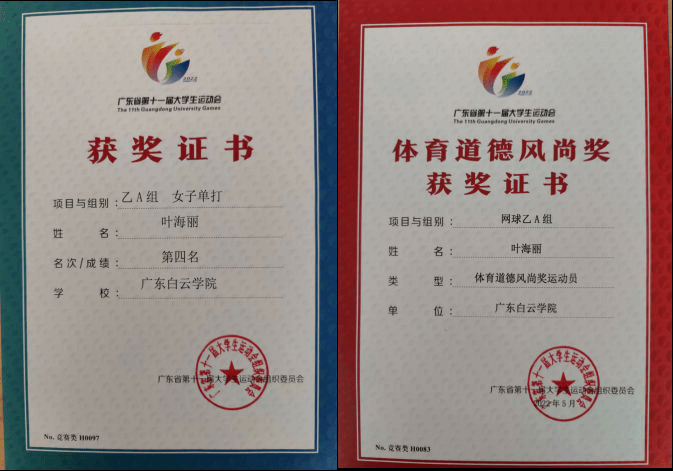 2022
广东省第十一届大学生运动会
The 11th Guangdong University Games
获奖证书
项目与组别：乙A组 女子单打
姓 名：叶海丽
名次/成绩：第四名
学 校：广东白云学院
广东省第十一届大学生运动会组织委员会
No. 竞赛类 H0097
2022
广东省第十一届大学生运动会
The 11th Guangdong University Games
体育道德风尚奖
获奖证书
项目与组别：网球乙A组
姓 名：叶海丽
类 型：体育道德风尚奖运动员
单 位：广东白云学院
广东省第十一届大学生运动会组织委员会
2022年5月
No. 竞赛类 H0083